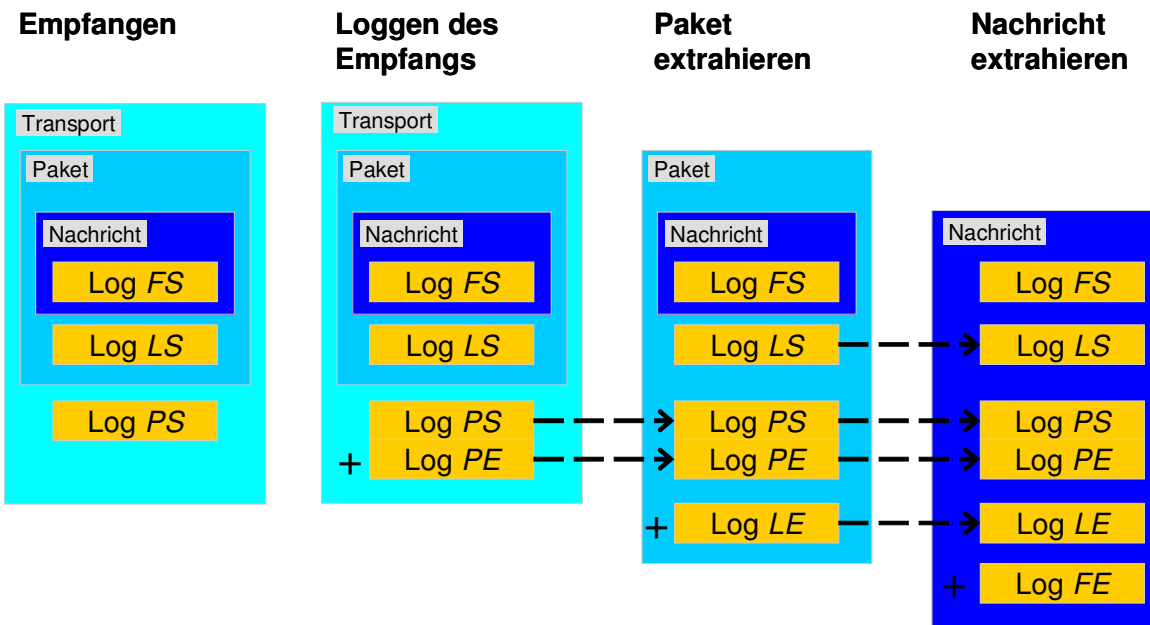 Empfangen
Loggen des
Empfangs
Paket
extrahieren
Nachricht
extrahieren
Transport
Paket
Nachricht
Log FS
Log LS
Log PS
Transport
Paket
Nachricht
Log FS
Log LS
Log PS
+ Log PE
Paket
Nachricht
Log FS
Log LS
Log PS
Log PE
+ Log LE
Nachricht
Log FS
Log LS
Log PS
Log PE
Log LE
+ Log FE